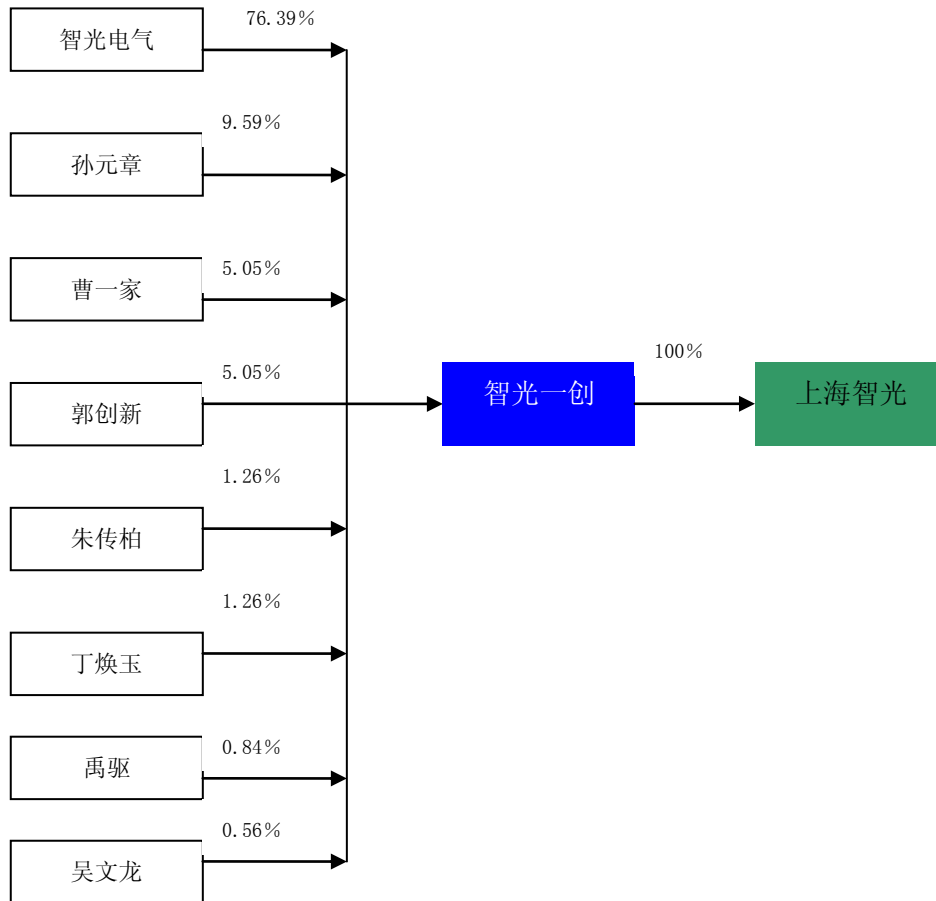 76.39%
智光电气
9.59%
孙元章
5.05%
曹一家
100%
5.05%
智光一创
上海智光
郭创新
1.26%
朱传柏
1.26%
丁焕玉
0.84%
禹驱
0.56%
吴文龙